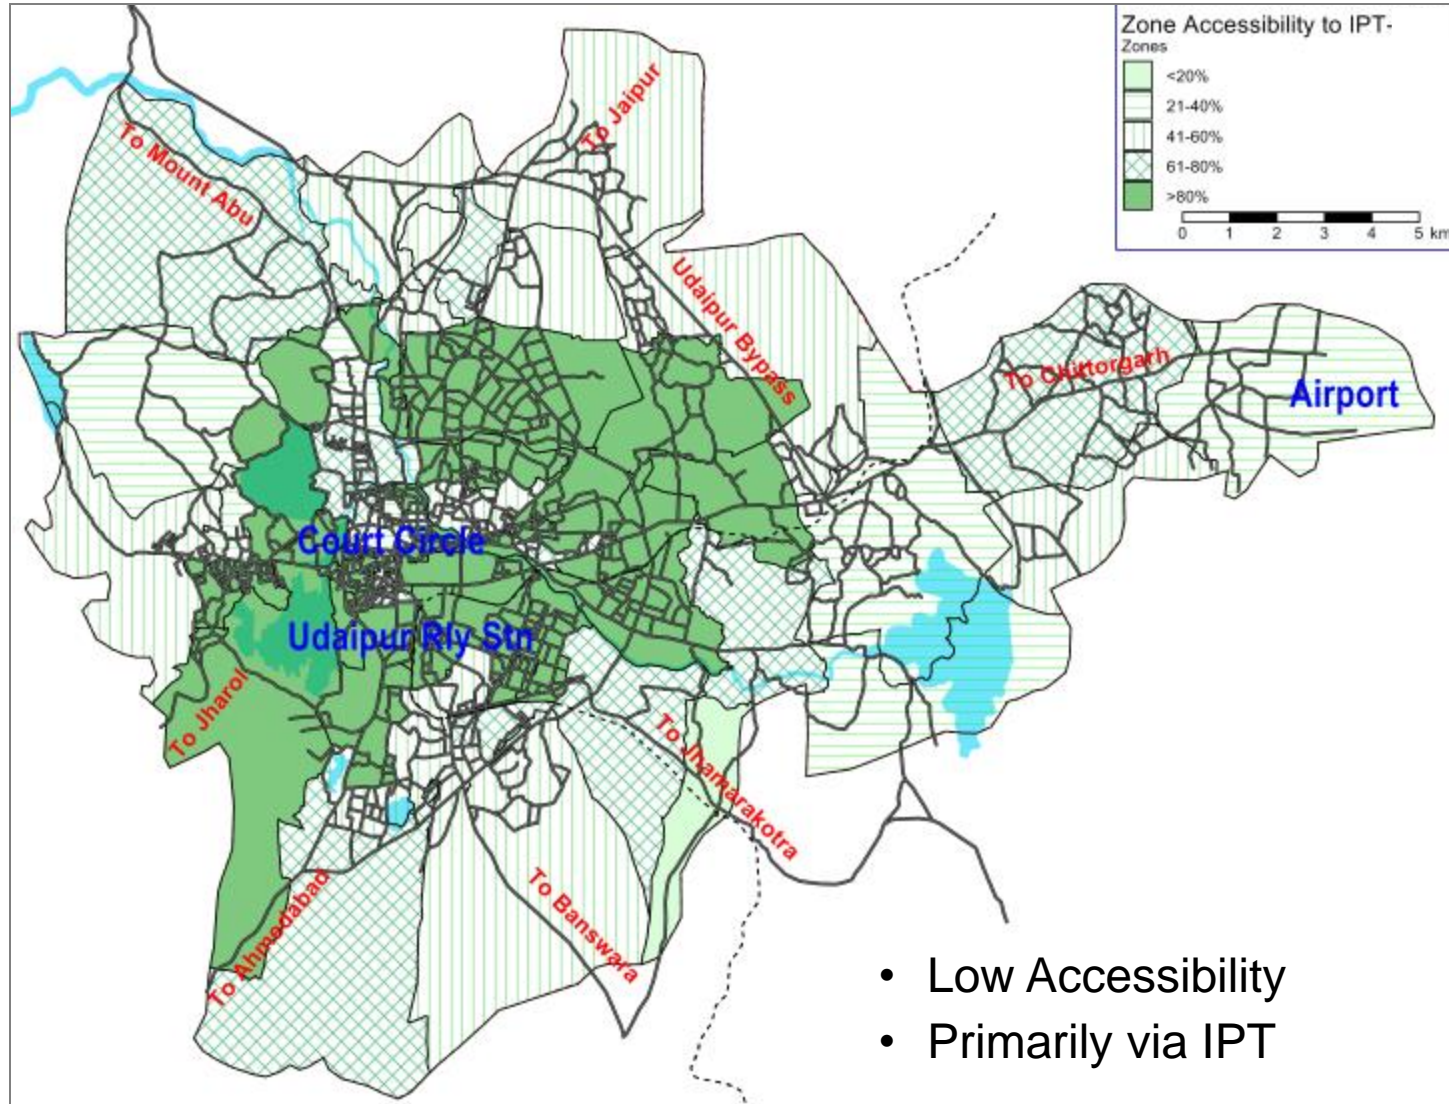 Zone Accessibility to IPT-
Zones
<20%
21-40%
41-60%
61-80%
>80%
0 1 2 3 4 5 km
To Jaipur
To Mount Abu
Udaipur Bypass
To Chittorgarh
Airport
Court Circle
Udaipur Rly Stn
To Jharol
To Jhamarakotra
To Ahmadabad
To Banswara
• Low Accessibility
• Primarily via IPT